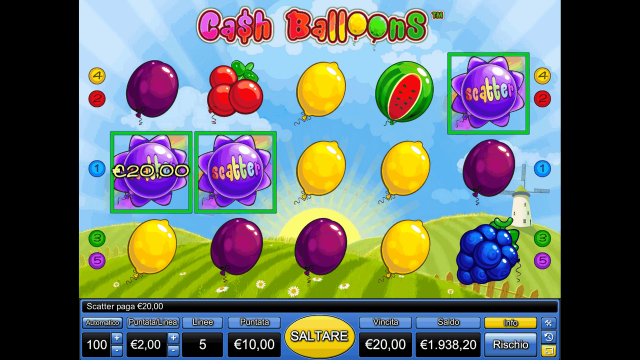 Ca$h Balloons™
4 4
2 2
scatter
1 1
€20,00
scatter scatter
3 3
5 5
Scatter paga €20,00
Automatico Puntata/Linea Linee Puntata Vincita Saldo info
100 + - €2,00 + - 5 €10,00 SALTARE €20,00 €1.938,20 Rischio